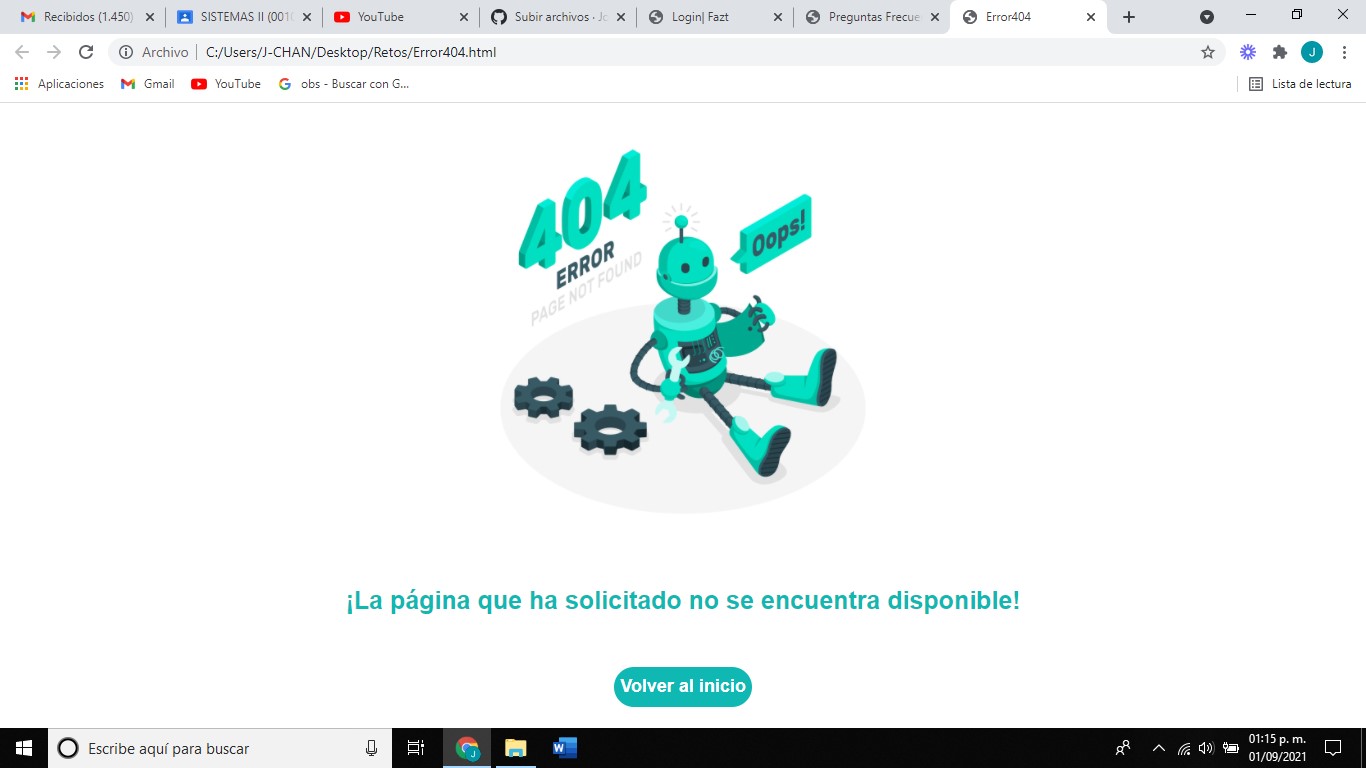 Recibidos (1.450)
SISTEMAS II (001
YouTube
Subir archivos · Jo
Login| Fazt
Preguntas Frecue
Error404
Archivo
C:/Users/J-CHAN/Desktop/Retos/Error404.html
J
Aplicaciones
Gmail
YouTube
obs - Buscar con G...
Lista de lectura
404
ERROR
PAGE NOT FOUND
Oops!
¡La página que ha solicitado no se encuentra disponible!
Volver al inicio
Escribe aquí para buscar
J
W
01:15 p. m.
01/09/2021